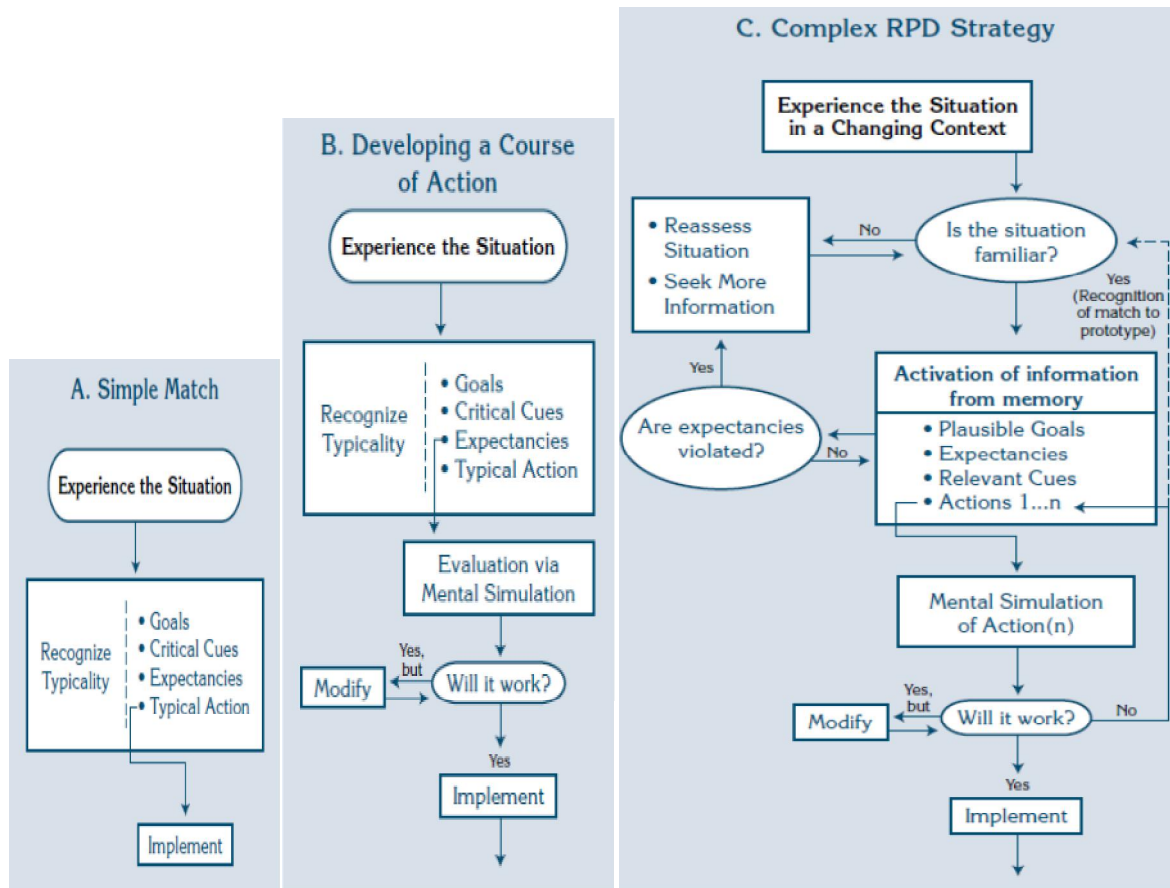 A. Simple Match
Experience the Situation
Recognize
Typicality
• Goals
• Critical Cues
• Expectancies
• Typical Action
Implement
B. Developing a Course
of Action
Experience the Situation
Recognize
Typicality
• Goals
• Critical Cues
• Expectancies
• Typical Action
Evaluation via
Mental Simulation
Yes,
but
Modify
Will it work?
Yes
Implement
C. Complex RPD Strategy
Experience the Situation
in a Changing Context
• Reassess
Situation
• Seek More
Information
No
Is the situation
familiar?
Yes
(Recognition
of match to
prototype)
Yes
Are expectancies
violated?
No
Activation of information
from memory
• Plausible Goals
• Expectancies
• Relevant Cues
• Actions 1...n
Mental Simulation
of Action(n)
Yes,
but
Modify
Will it work?
No
Yes
Implement